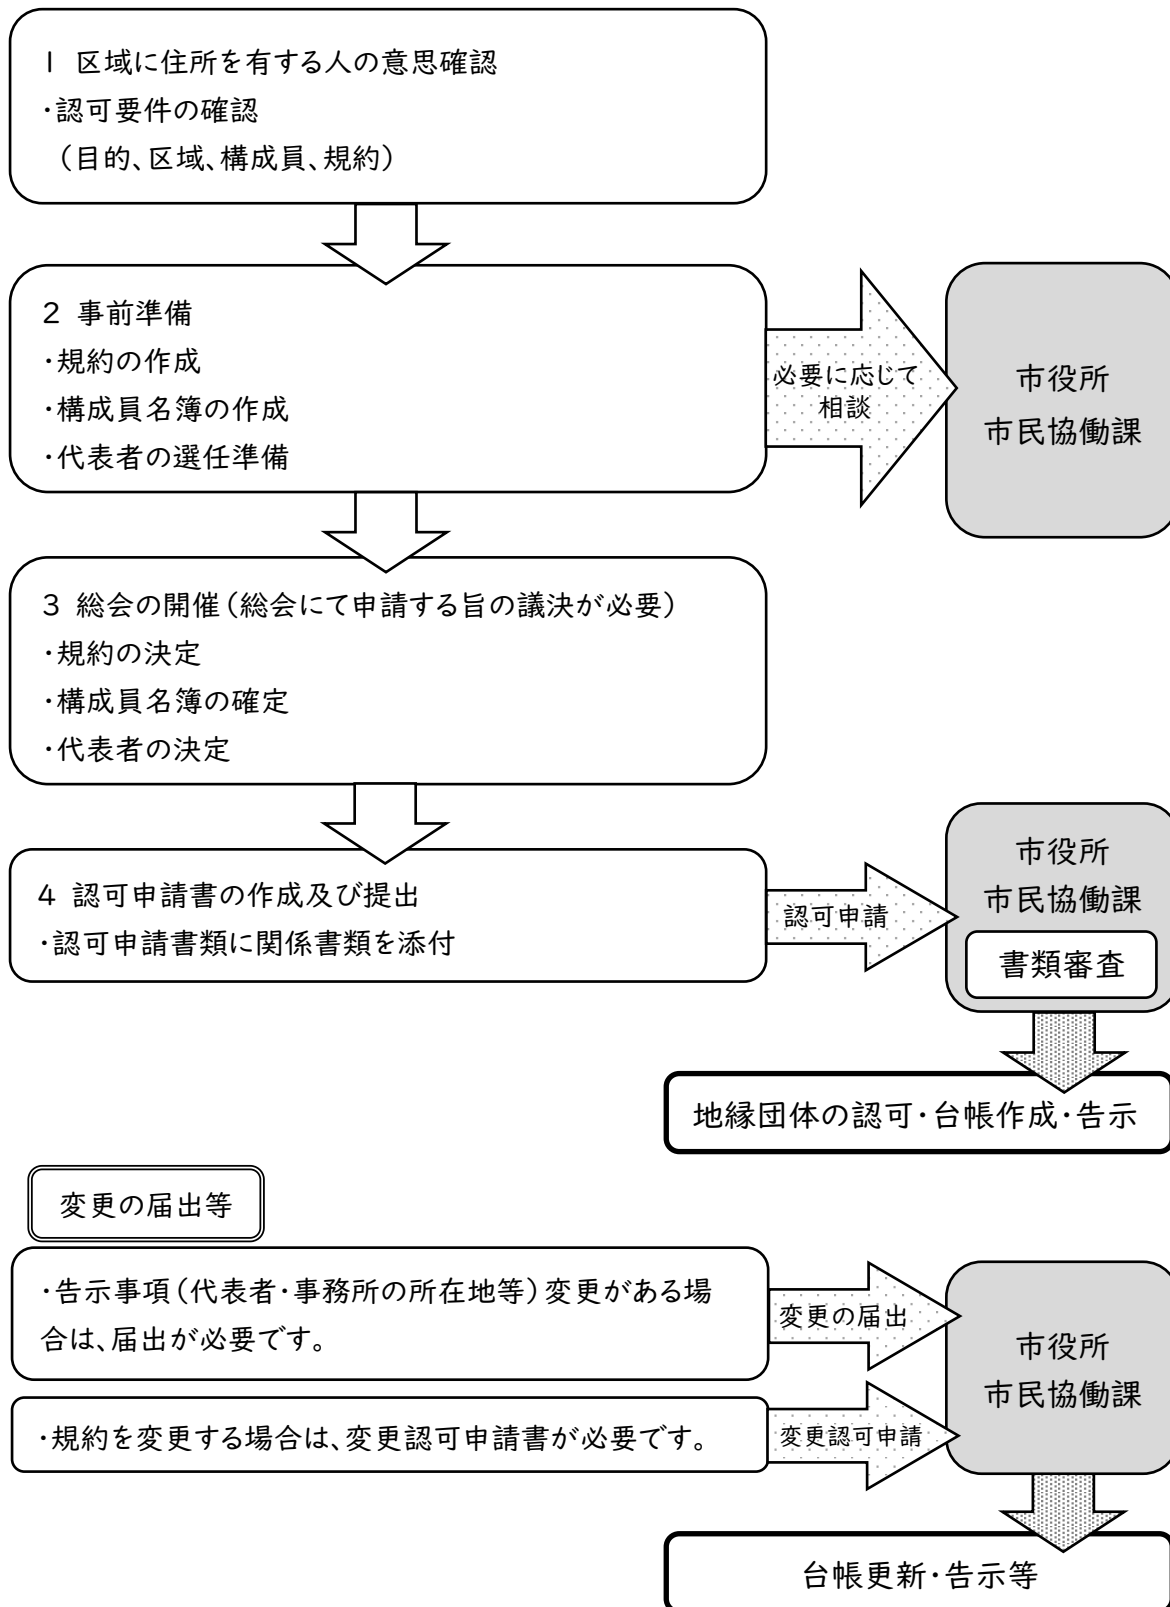 1 区域に住所を有する人の意思確認
・認可要件の確認
（目的、区域、構成員、規約）
2 事前準備
・規約の作成
・構成員名簿の作成
・代表者の選任準備
必要に応じて
相談
市役所
市民協働課
3 総会の開催（総会にて申請する旨の議決が必要）
・規約の決定
・構成員名簿の確定
・代表者の決定
4 認可申請書の作成及び提出
・認可申請書類に関係書類を添付
認可申請
市役所
市民協働課
書類審査
地縁団体の認可・台帳作成・告示
変更の届出等
・告示事項（代表者・事務所の所在地等）変更がある場
合は、届出が必要です。
変更の届出
・規約を変更する場合は、変更認可申請書が必要です。
変更認可申請
市役所
市民協働課
台帳更新・告示等